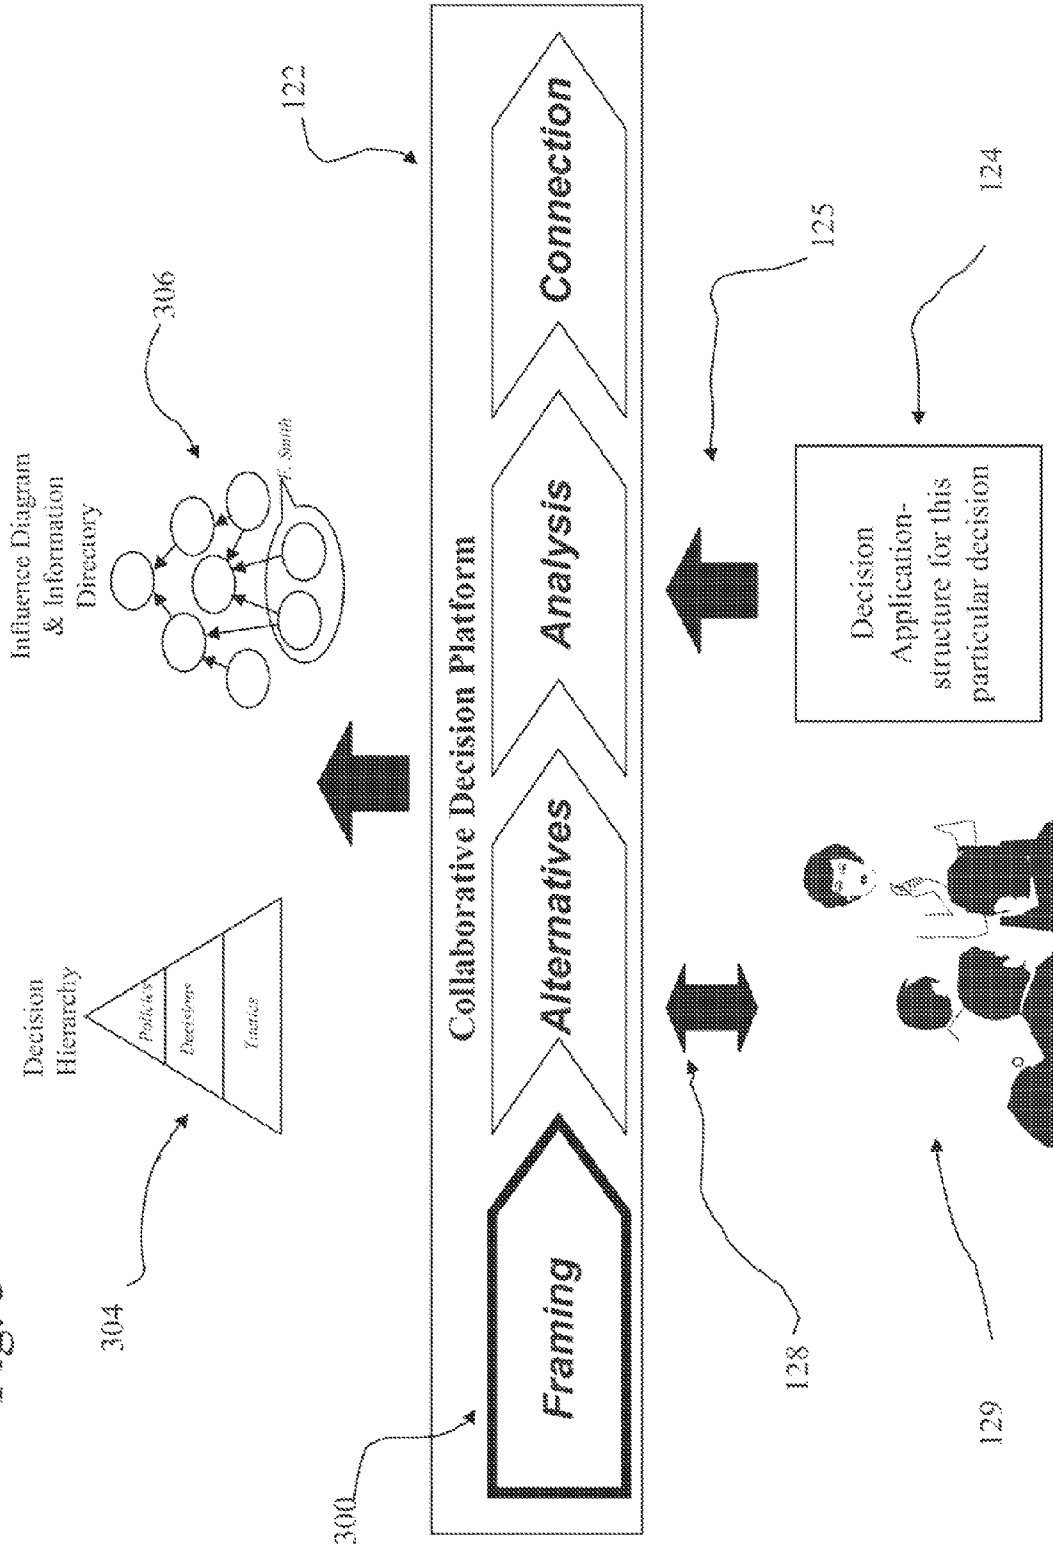 Decision
Hierarchy
Policies
Decisions
Tactics
304
Influence Diagram
& Information
Directory
Smith
306
122
Collaborative Decision Platform
Framing
Alternatives
Analysis
Connection
300
128
129
125
124
Decision
Application-
structure for this
particular decision